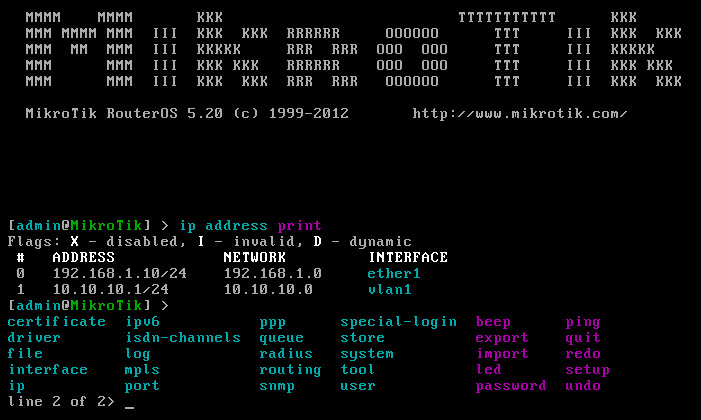 MMMM     MMMM       KKK                          TTTTTTTTTTT      KKK
MMM MMMM MMM  III  KKK  KKK  RRRRRR     OOOOOO      TTT     III  KKK  KKK
MMM  MM  MMM  III  KKKKK     RRR  RRR  OOO  OOO     TTT     III  KKKKK
MMM      MMM  III  KKK KKK   RRRRRR    OOO  OOO     TTT     III  KKK KKK
MMM      MMM  III  KKK  KKK  RRR  RRR   OOOOOO      TTT     III  KKK  KKK
MikroTik RouterOS 5.20 (c) 1999-2012       http://www.mikrotik.com/
[admin@MikroTik] > ip address print
Flags: X - disabled, I - invalid, D - dynamic
 #   ADDRESS            NETWORK         INTERFACE
 0   192.168.1.10/24    192.168.1.0     ether1
 1   10.10.10.1/24      10.10.10.0      vlan1
[admin@MikroTik] >
certificate  ipv6           ppp      special-login  beep      ping
driver       isdn-channels  queue    store          export    quit
file         log            radius   system         import    redo
interface    mpls           routing  tool           led       setup
ip           port           snmp     user           password  undo
line 2 of 2> _